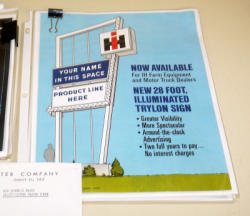 IH
YOUR NAME
IN THIS SPACE
PRODUCT LINE
HERE
NOW AVAILABLE
For IH Farm Equipment
and Motor Truck Dealers
NEW 28 FOOT,
ILLUMINATED
TRYLON SIGN
• Greater Visibility
• More Spectacular
• Around-the-clock
Advertising
• Two full years to pay...
No interest charges
TER COMPANY